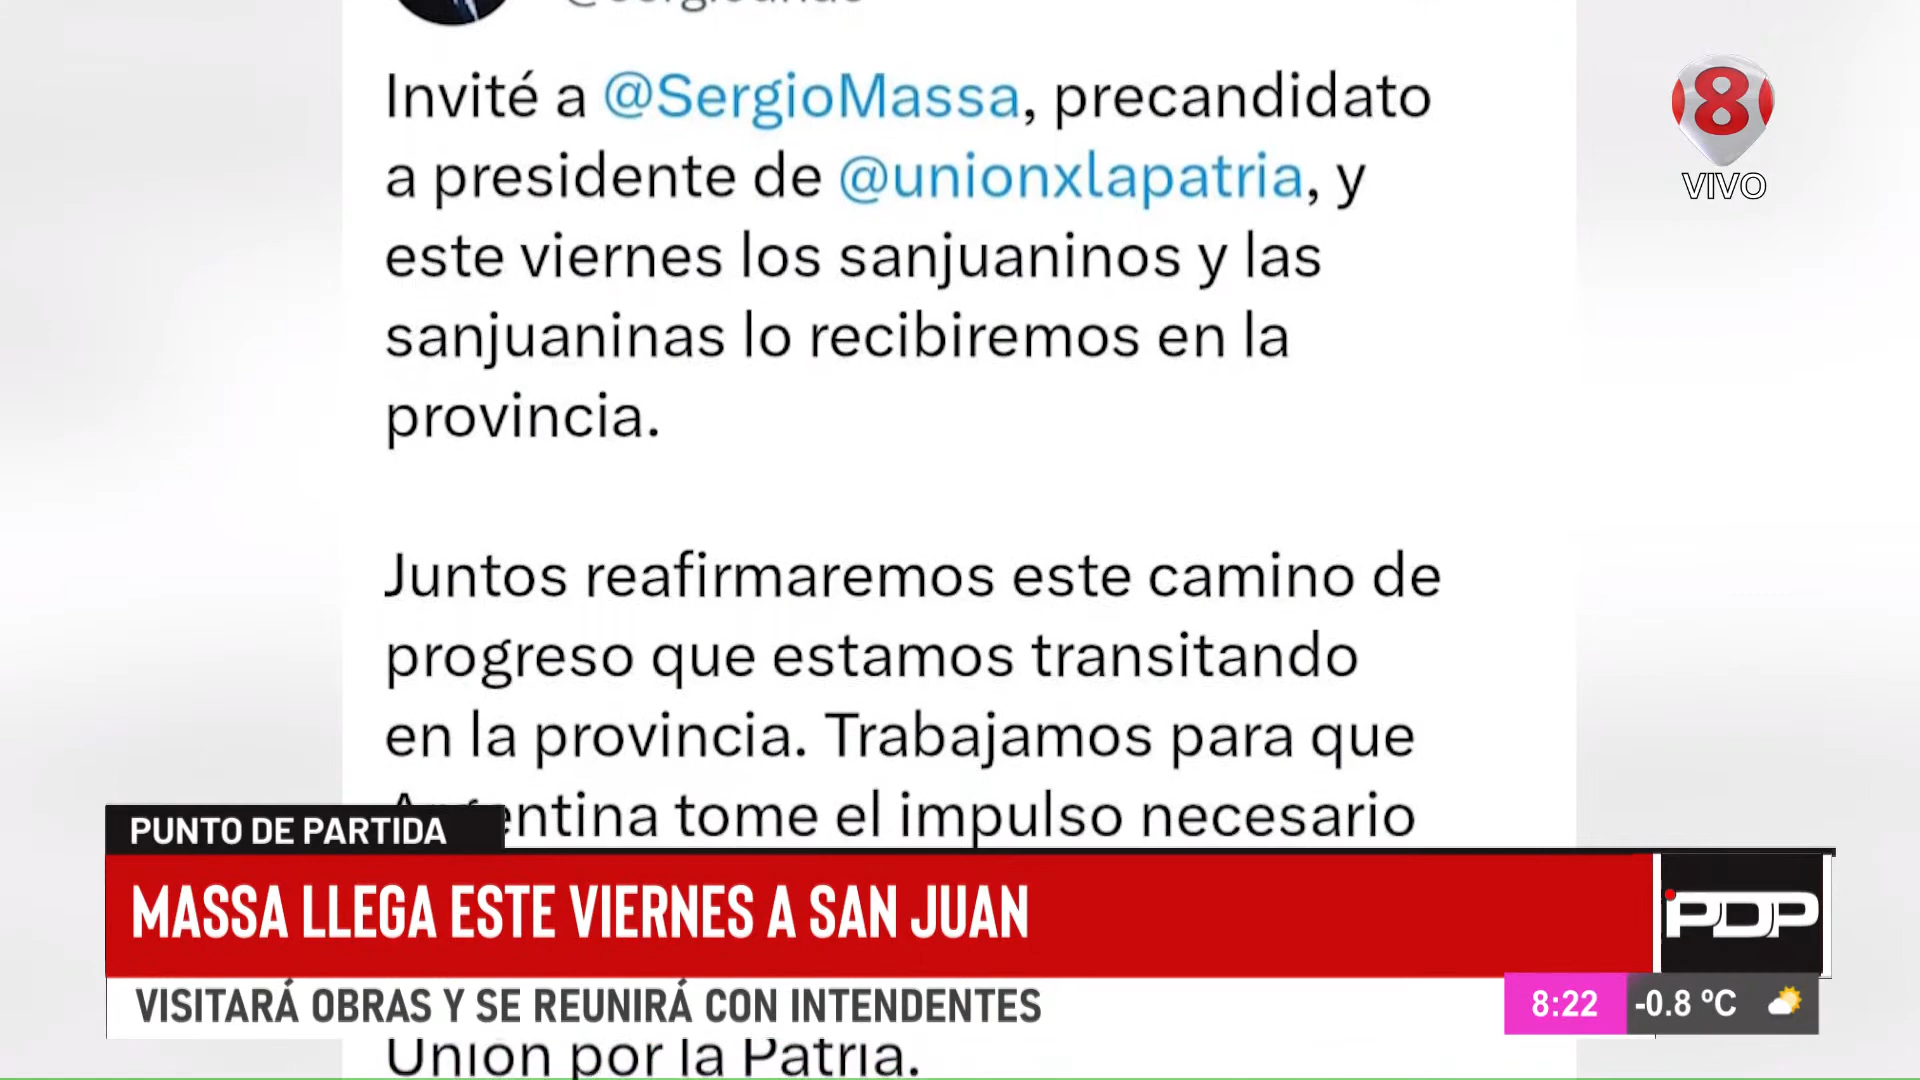 Invité a @SergioMassa, precandidato
a presidente de @unionxlapatria, y
este viernes los sanjuaninos y las
sanjuaninas lo recibiremos en la
provincia.
Juntos reafirmaremos este camino de
progreso que estamos transitando
en la provincia. Trabajamos para que
Argentina tome el impulso necesario
Unión por la Patria.
8
VIVO
PUNTO DE PARTIDA
MASSA LLEGA ESTE VIERNES A SAN JUAN
PDP
VISITARÁ OBRAS Y SE REUNIRÁ CON INTENDENTES
8:22
-0.8 ºC